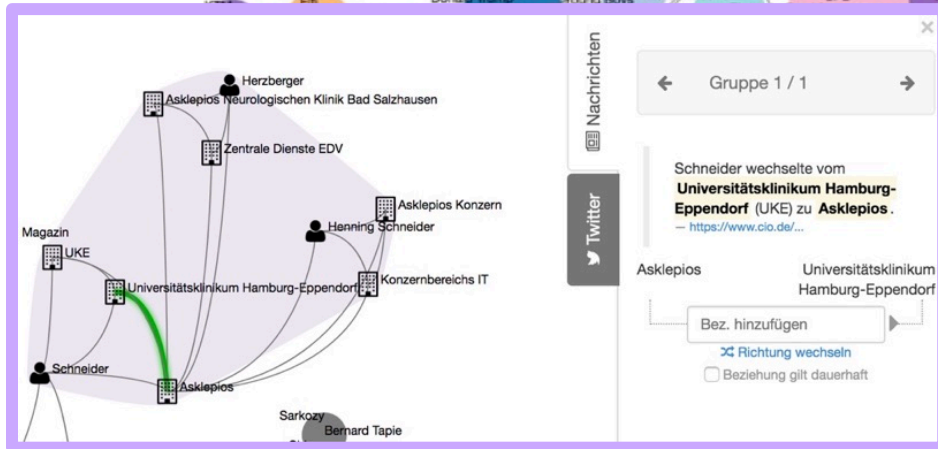 Herzberger
Asklepios Neurologischen Klinik Bad Salzhausen
Zentrale Dienste EDV
Asklepios Konzern
Henning Schneider
Magazin
UKE
Universitätsklinikum Hamburg-Eppendorf
Konzernbereichs IT
Schneider
Asklepios
Sarkozy
Bernard Tapie
Nachrichten
Twitter
Gruppe 1 / 1
Schneider wechselte vom
Universitätsklinikum Hamburg-
Eppendorf (UKE) zu Asklepios.
— https://www.cio.de/...
Asklepios
Universitätsklinikum
Hamburg-Eppendorf
Bez. hinzufügen
Richtung wechseln
Beziehung gilt dauerhaft